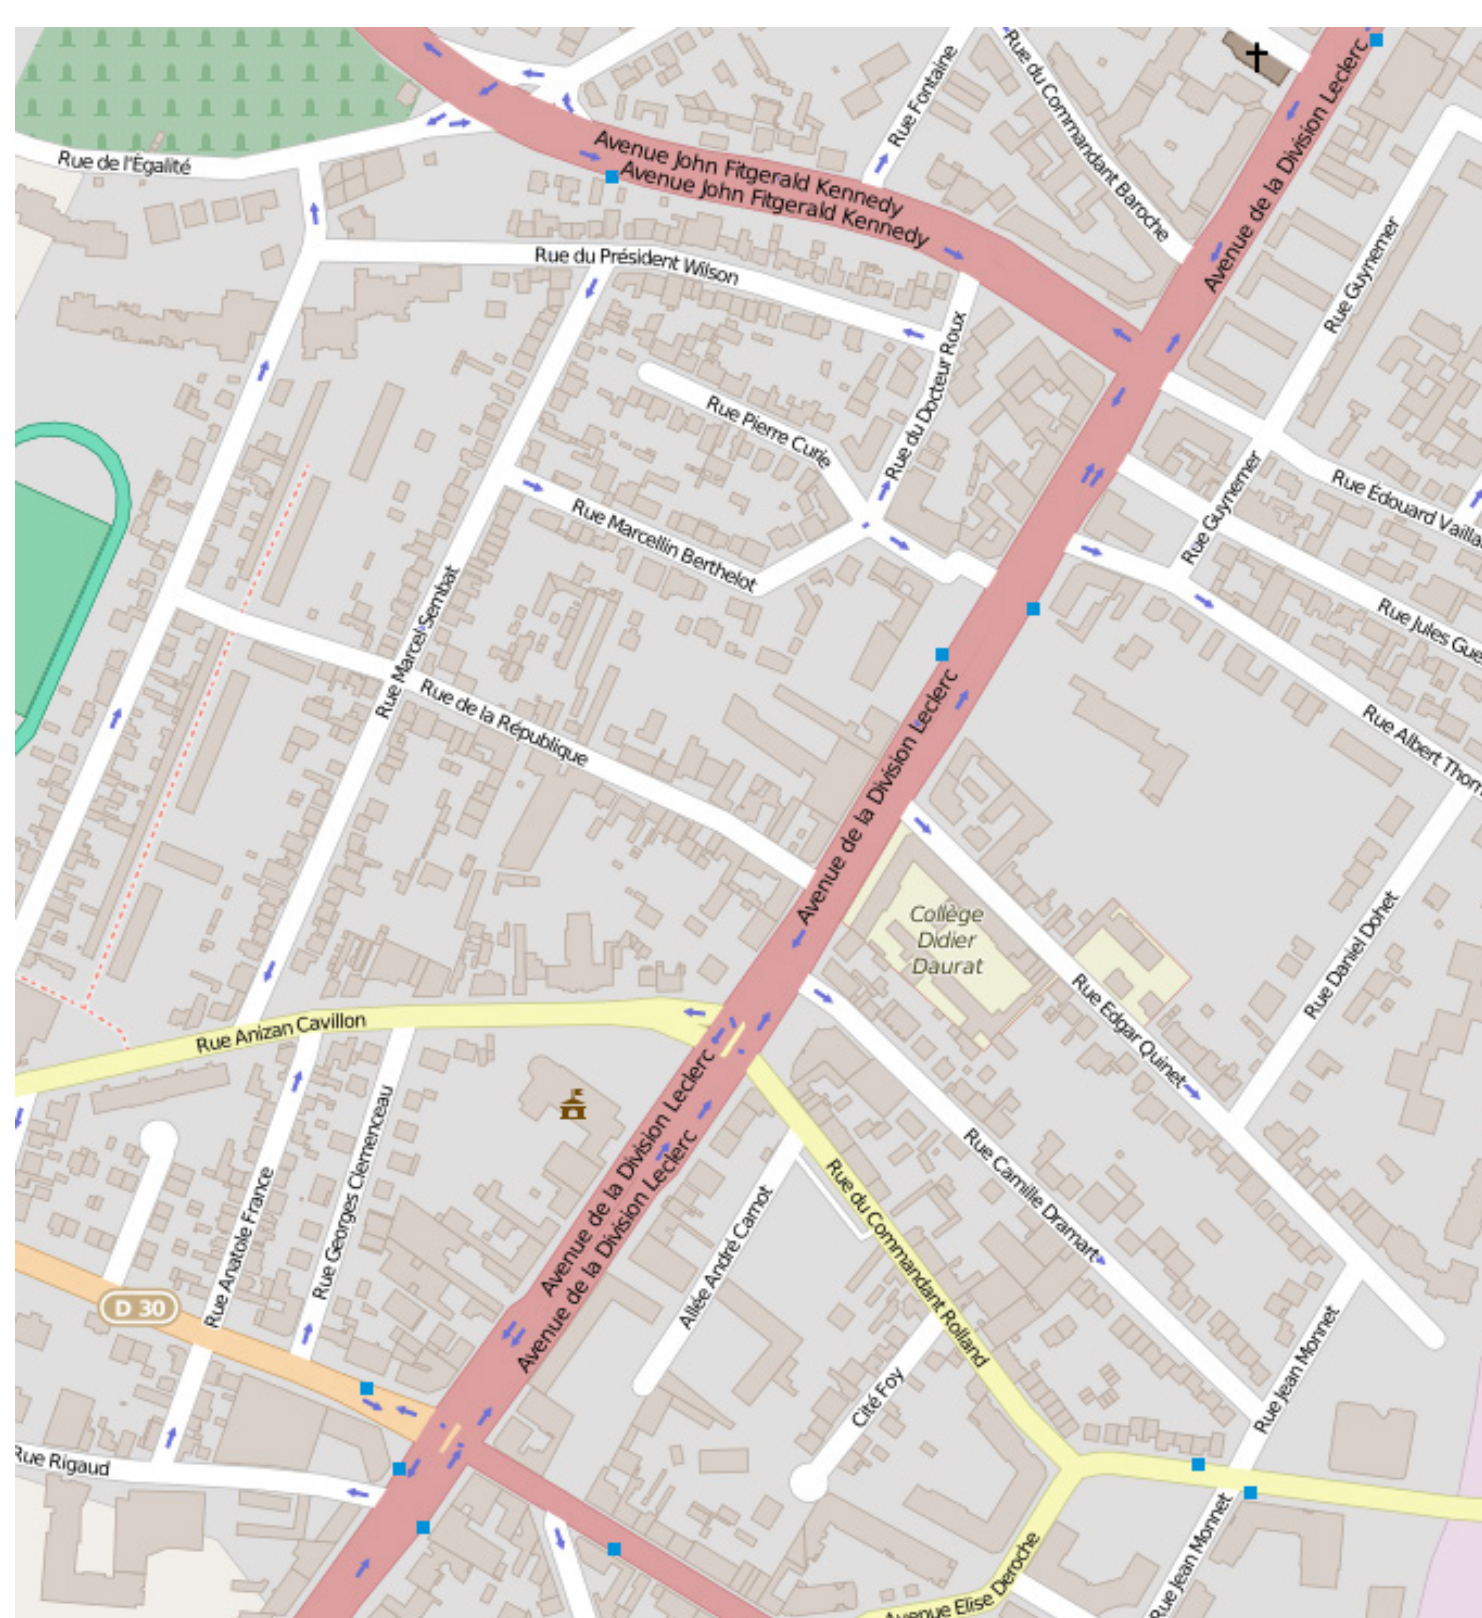 Rue de l'Égalité
Avenue John Fitgerald Kennedy
Avenue John Fitgerald Kennedy
Rue Fontaine
Rue du Commandant Baroche
Avenue de la Division Leclerc
Rue Guynemer
Rue du Président Wilson
Rue du Docteur Roux
Rue Pierre Curie
Rue Marcellin Berthelot
Rue Guynemer
Rue Édouard Vailla
Rue Jules Gue
Rue Albert Thom
Rue Marcel Sembat
Rue de la République
Avenue de la Division Leclerc
Collège
Didier
Daurat
Rue Daniel Dohet
Rue Edgar Quinet
Rue Anizan Cavillon
Avenue de la Division Leclerc
Avenue de la Division Leclerc
Rue Georges Clemenceau
Rue Anatole France
D 30
Allée André Carnot
Rue du Commandant Rolland
Rue Camille Dramart
Cité Foy
Rue Jean Monnet
Rue Rigaud
Rue Jean Monnet
Avenue Elise Deroche